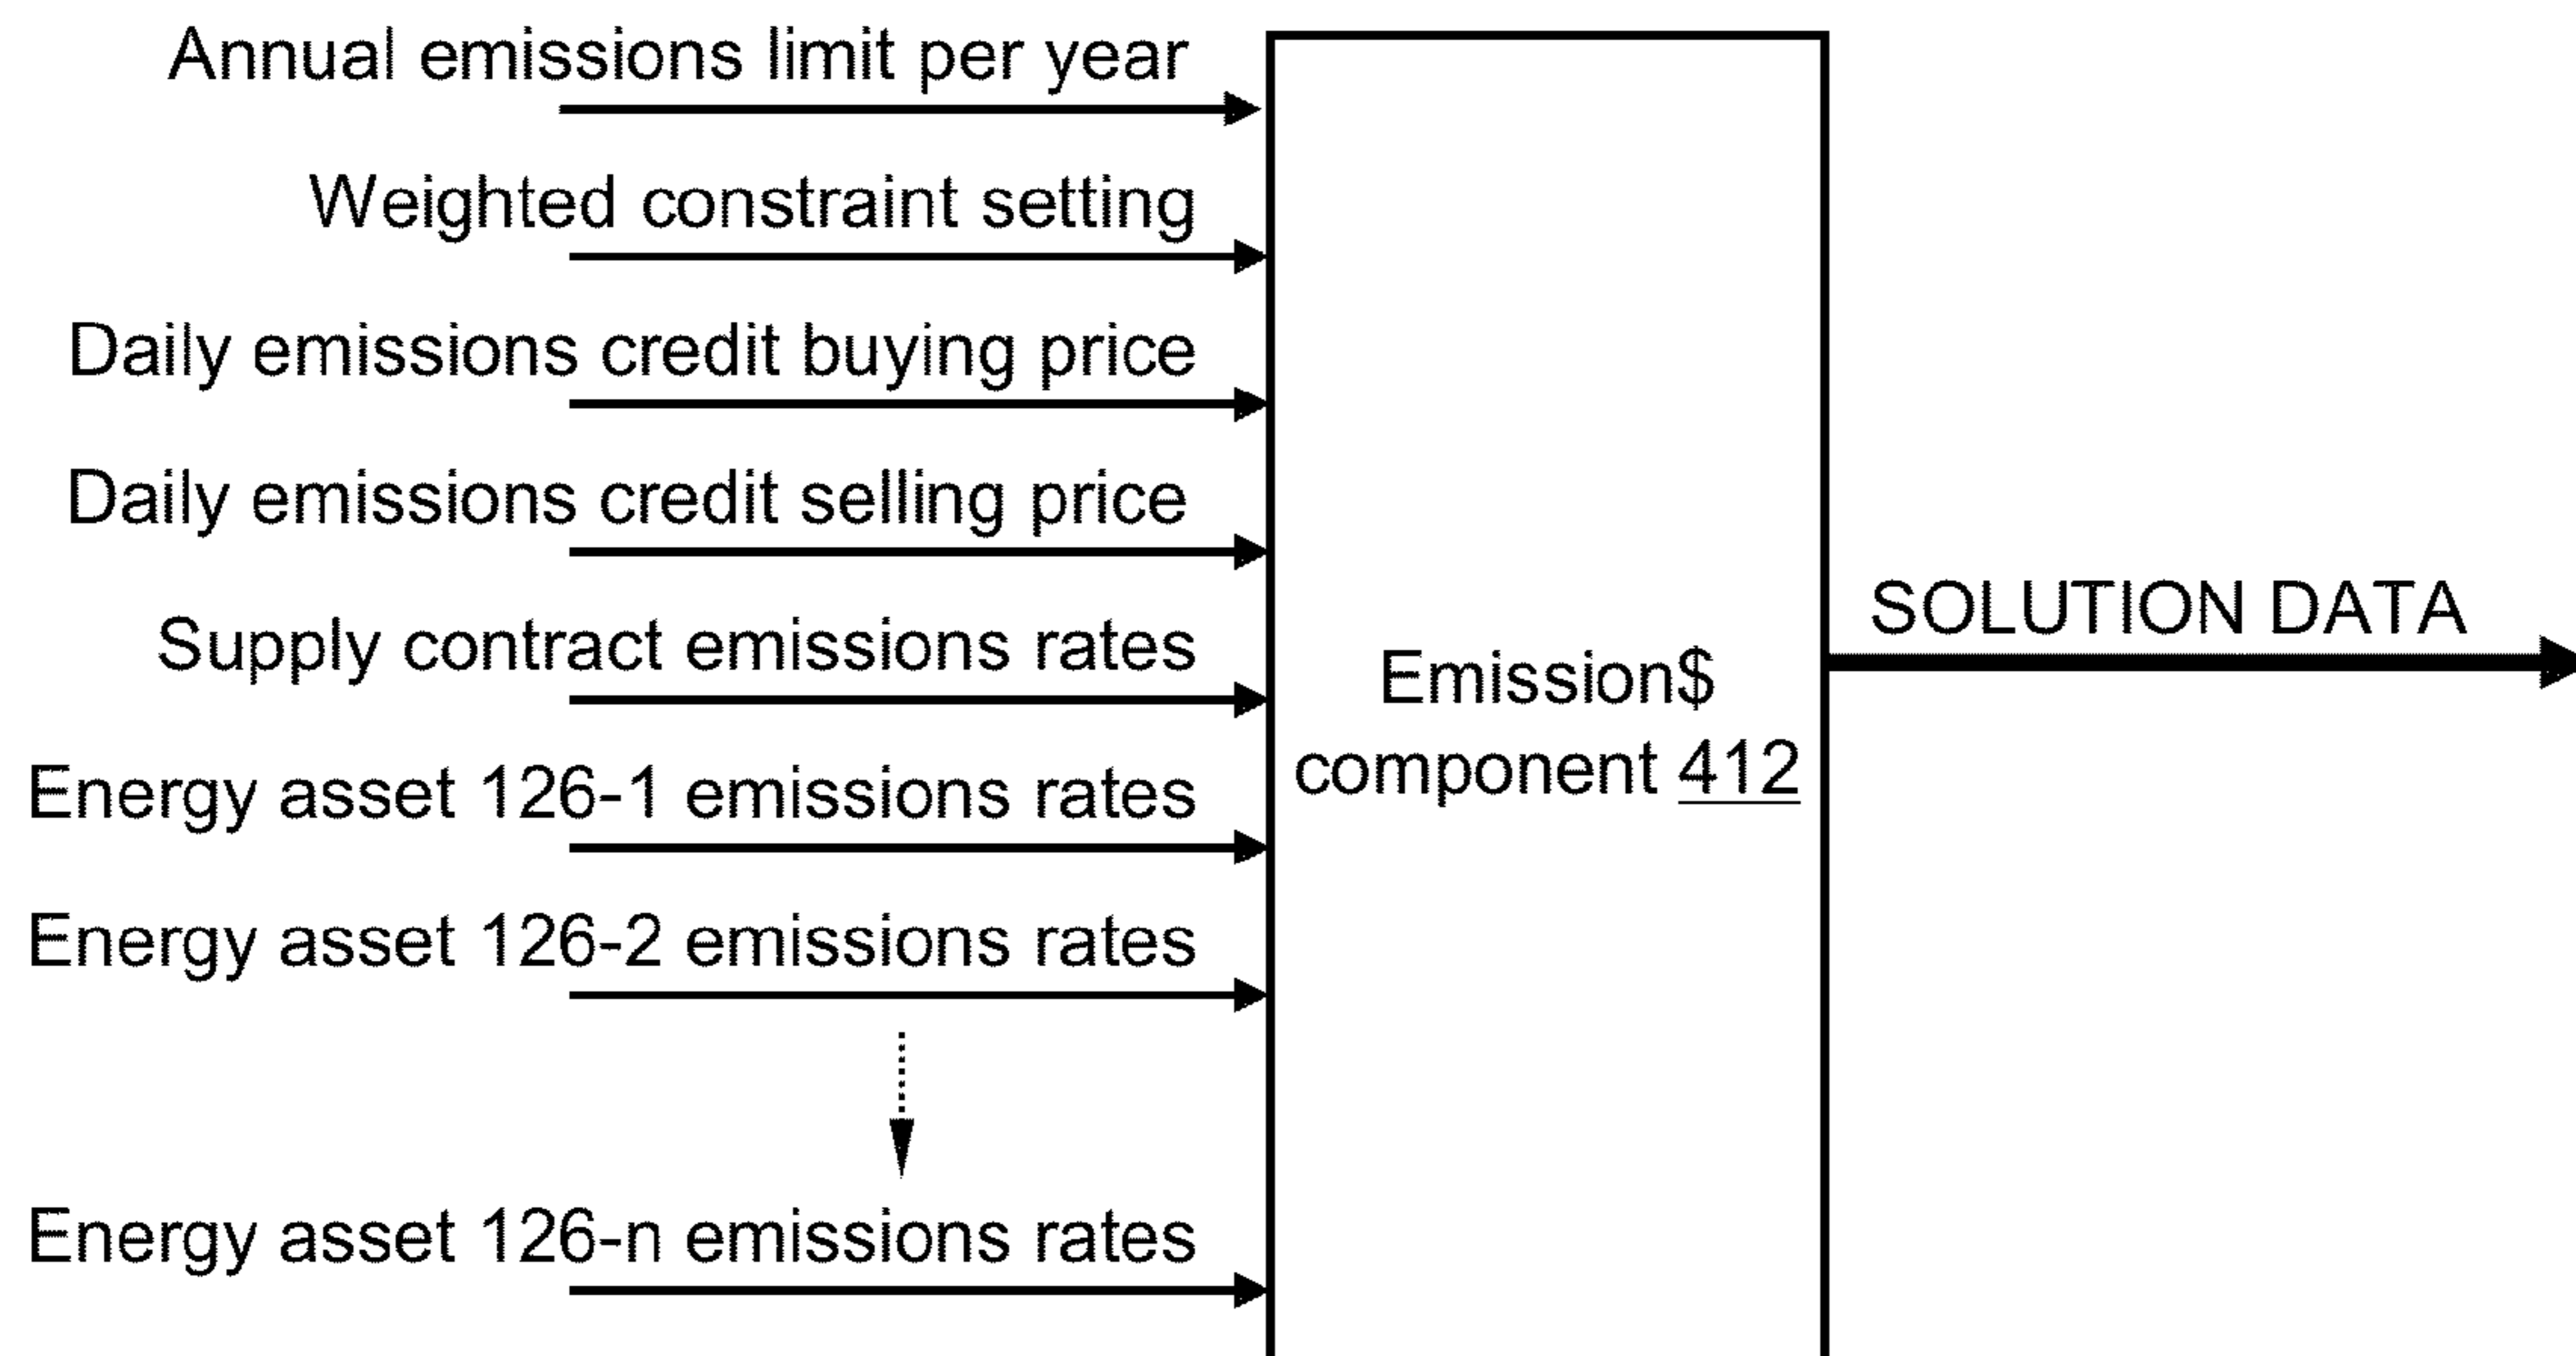 Annual emissions limit per year
Weighted constraint setting
Daily emissions credit buying price
Daily emissions credit selling price
Supply contract emissions rates
Energy asset 126-1 emissions rates
Energy asset 126-2 emissions rates
Energy asset 126-n emissions rates
Emission$
component 412
SOLUTION DATA